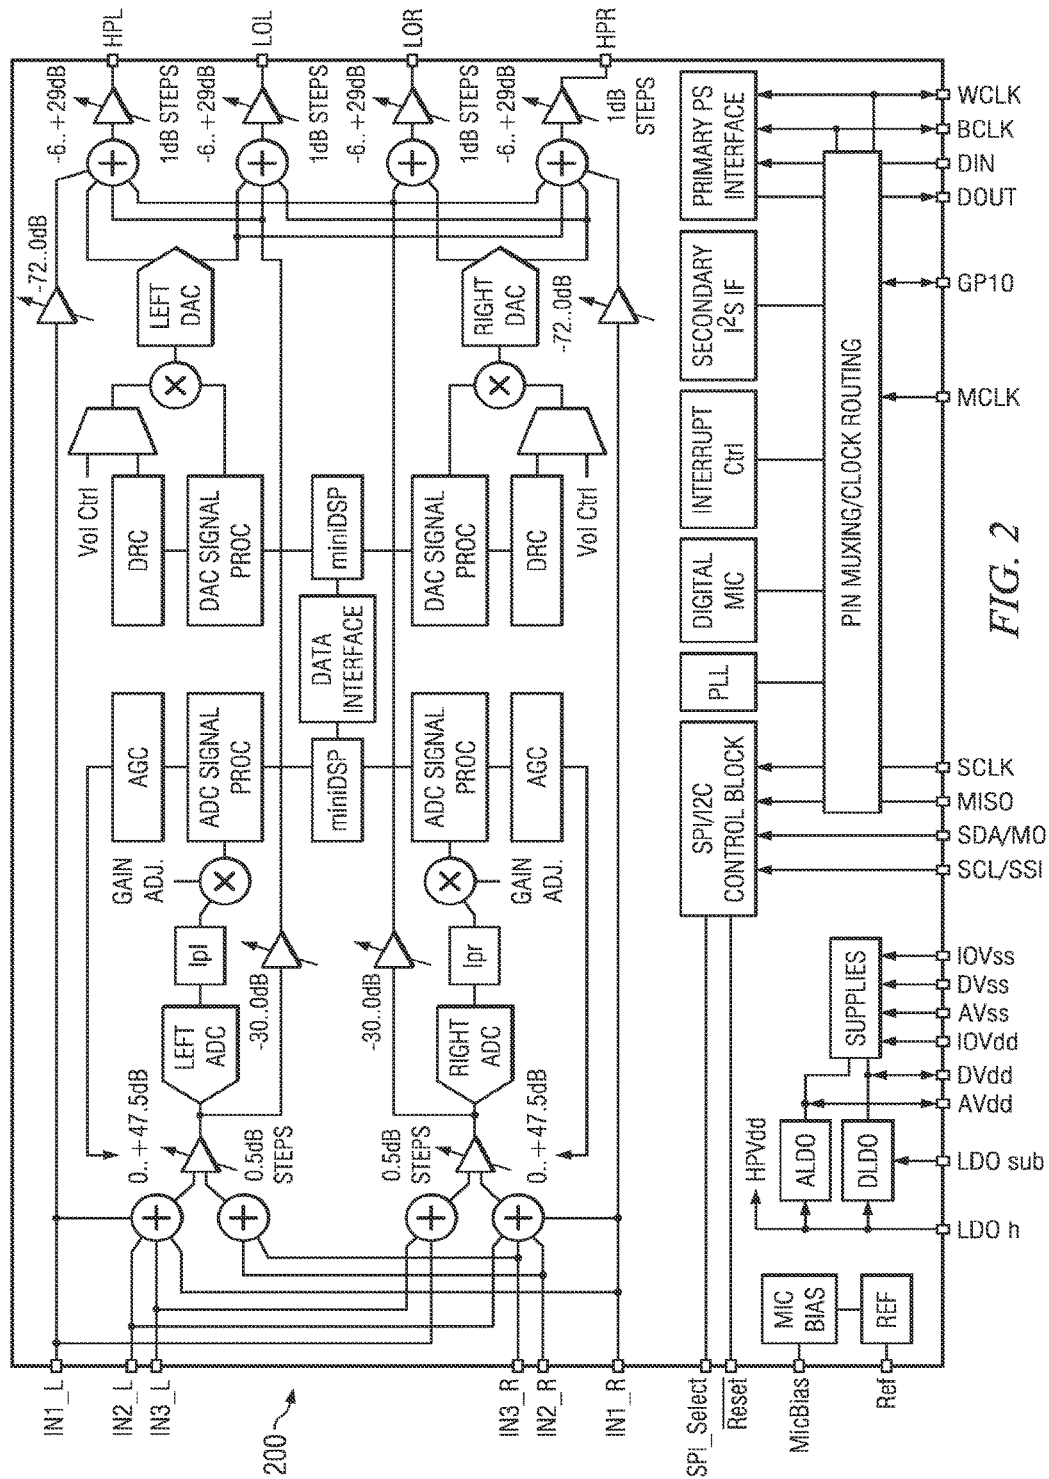 HPL
LOL
LOR
HPR
-6.. +29dB
1dB STEPS
-6.. +29dB
1dB STEPS
-6.. +29dB
1dB STEPS
-6.. +29dB
1dB
STEPS
-72..0dB
-72..0dB
LEFT
DAC
RIGHT
DAC
Vol Ctrl
Vol Ctrl
DRC
DAC SIGNAL
PROC
miniDSP
DAC SIGNAL
PROC
DRC
DATA
INTERFACE
AGC
ADC SIGNAL
PROC
miniDSP
ADC SIGNAL
PROC
AGC
GAIN
ADJ.
GAIN
ADJ.
lpl
lpr
-30..0dB
-30..0dB
LEFT
ADC
RIGHT
ADC
0.. +47.5dB
0.5dB
STEPS
0.5dB
STEPS
0.. +47.5dB
IN1_L
IN2_L
IN3_L
IN3_R
IN2_R
IN1_R
SPI_Select
Reset
MicBias
Ref
200
PRIMARY PS
INTERFACE
SECONDARY
I²S IF
INTERRUPT
Ctrl
DIGITAL
MIC
PLL
SPI/I2C
CONTROL BLOCK
PIN MUXING/CLOCK ROUTING
SUPPLIES
HPVdd
ALDO
DLDO
MIC
BIAS
REF
WCLK
BCLK
DIN
DOUT
GP10
MCLK
SCLK
MISO
SDA/MO
SCL/SSI
IOVss
DVss
AVss
IOVdd
DVdd
AVdd
LDO sub
LDO h
FIG. 2